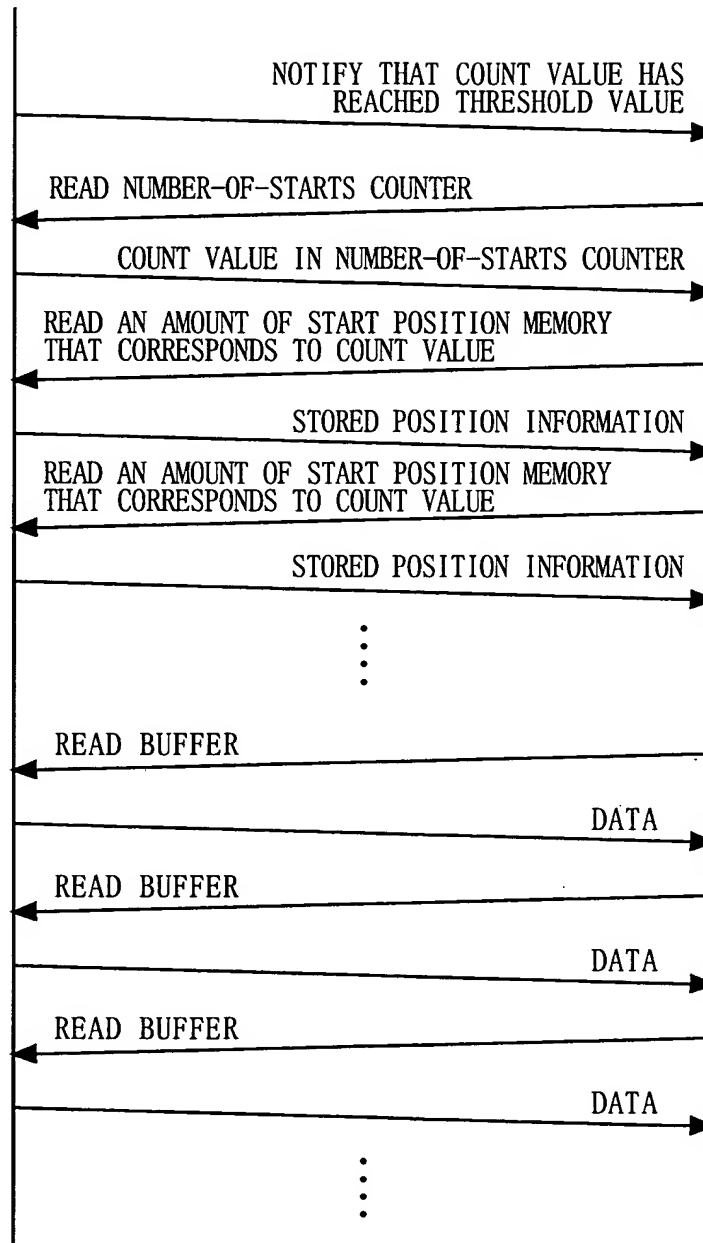 NOTIFY THAT COUNT VALUE HAS
REACHED THRESHOLD VALUE
READ NUMBER-OF-STARTS COUNTER
COUNT VALUE IN NUMBER-OF-STARTS COUNTER
READ AN AMOUNT OF START POSITION MEMORY
THAT CORRESPONDS TO COUNT VALUE
STORED POSITION INFORMATION
READ AN AMOUNT OF START POSITION MEMORY
THAT CORRESPONDS TO COUNT VALUE
STORED POSITION INFORMATION
READ BUFFER
DATA
READ BUFFER
DATA
READ BUFFER
DATA